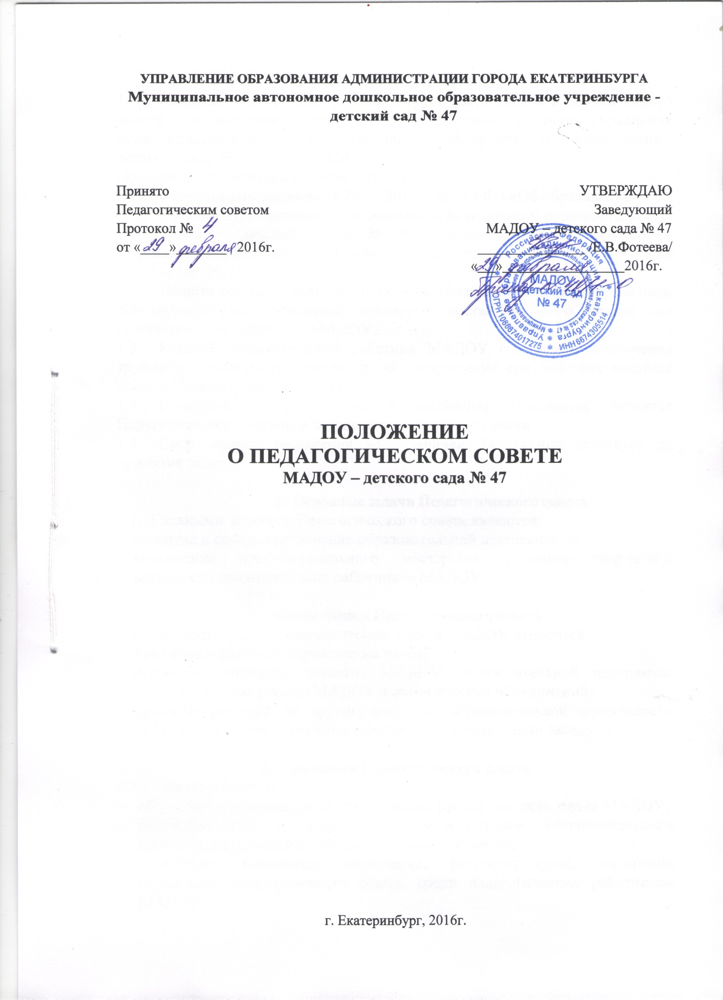 УПРАВЛЕНИЕ ОБРАЗОВАНИЯ АДМИНИСТРАЦИИ ГОРОДА ЕКАТЕРИНБУРГА
Муниципальное автономное дошкольное образовательное учреждение -
детский сад № 47
Принято
Педагогическим советом
Протокол № 4
от «29» февраля 2016г.
УТВЕРЖДАЮ
Заведующий
МАДОУ – детского сада № 47
/Е.В.Фотеева/
«29» февраля 2016г.
Приказ №
Российская Федерация
Управление образования администрации г. Екатеринбурга
Муниципальное автономное дошкольное образовательное учреждение - детский сад № 47
ОГРН 1086674017275 * ИНН 6674305514
МАДОУ
детский сад
№ 47
ПОЛОЖЕНИЕ
О ПЕДАГОГИЧЕСКОМ СОВЕТЕ
МАДОУ – детского сада № 47
г. Екатеринбург, 2016г.